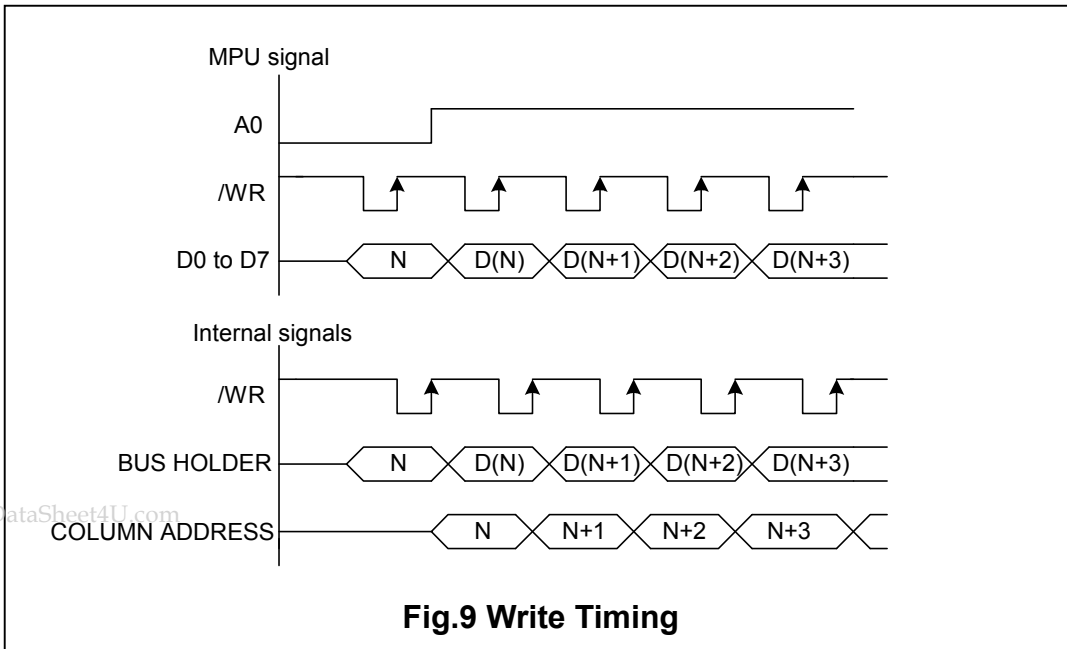 MPU signal
A0
/WR
D0 to D7 N D(N) D(N+1) D(N+2) D(N+3)
Internal signals
/WR
BUS HOLDER N D(N) D(N+1) D(N+2) D(N+3)
DataSheet4U.com
COLUMN ADDRESS N N+1 N+2 N+3
Fig.9 Write Timing